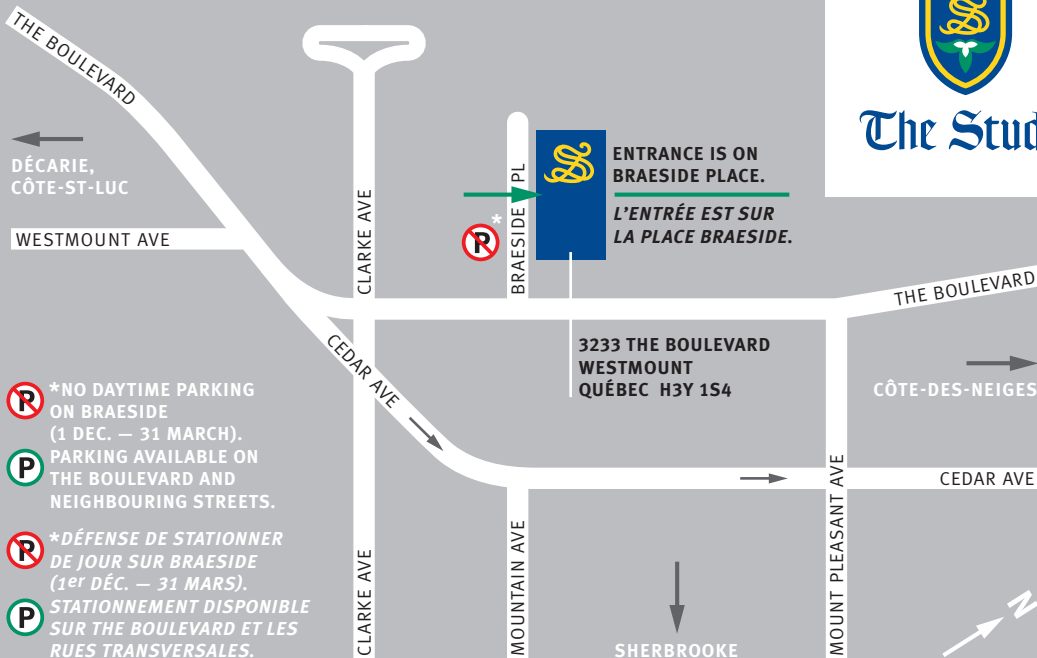 THE BOULEVARD
DÉCARIE,
CÔTE-ST-LUC
WESTMOUNT AVE
CLARKE AVE
BRAESIDE PL
*
P
S
ENTRANCE IS ON
BRAESIDE PLACE.
L'ENTRÉE EST SUR
LA PLACE BRAESIDE.
S
The Stud
THE BOULEVARD
3233 THE BOULEVARD
WESTMOUNT
QUÉBEC H3Y 1S4
CÔTE-DES-NEIGES
CEDAR AVE
P *NO DAYTIME PARKING
ON BRAESIDE
(1 DEC. — 31 MARCH).
P PARKING AVAILABLE ON
THE BOULEVARD AND
NEIGHBOURING STREETS.
P *DÉFENSE DE STATIONNER
DE JOUR SUR BRAESIDE
(1er DÉC. — 31 MARS).
P STATIONNEMENT DISPONIBLE
SUR THE BOULEVARD ET LES
RUES TRANSVERSALES.
CLARKE AVE
MOUNTAIN AVE
MOUNT PLEASANT AVE
CEDAR AVE
SHERBROOKE
N